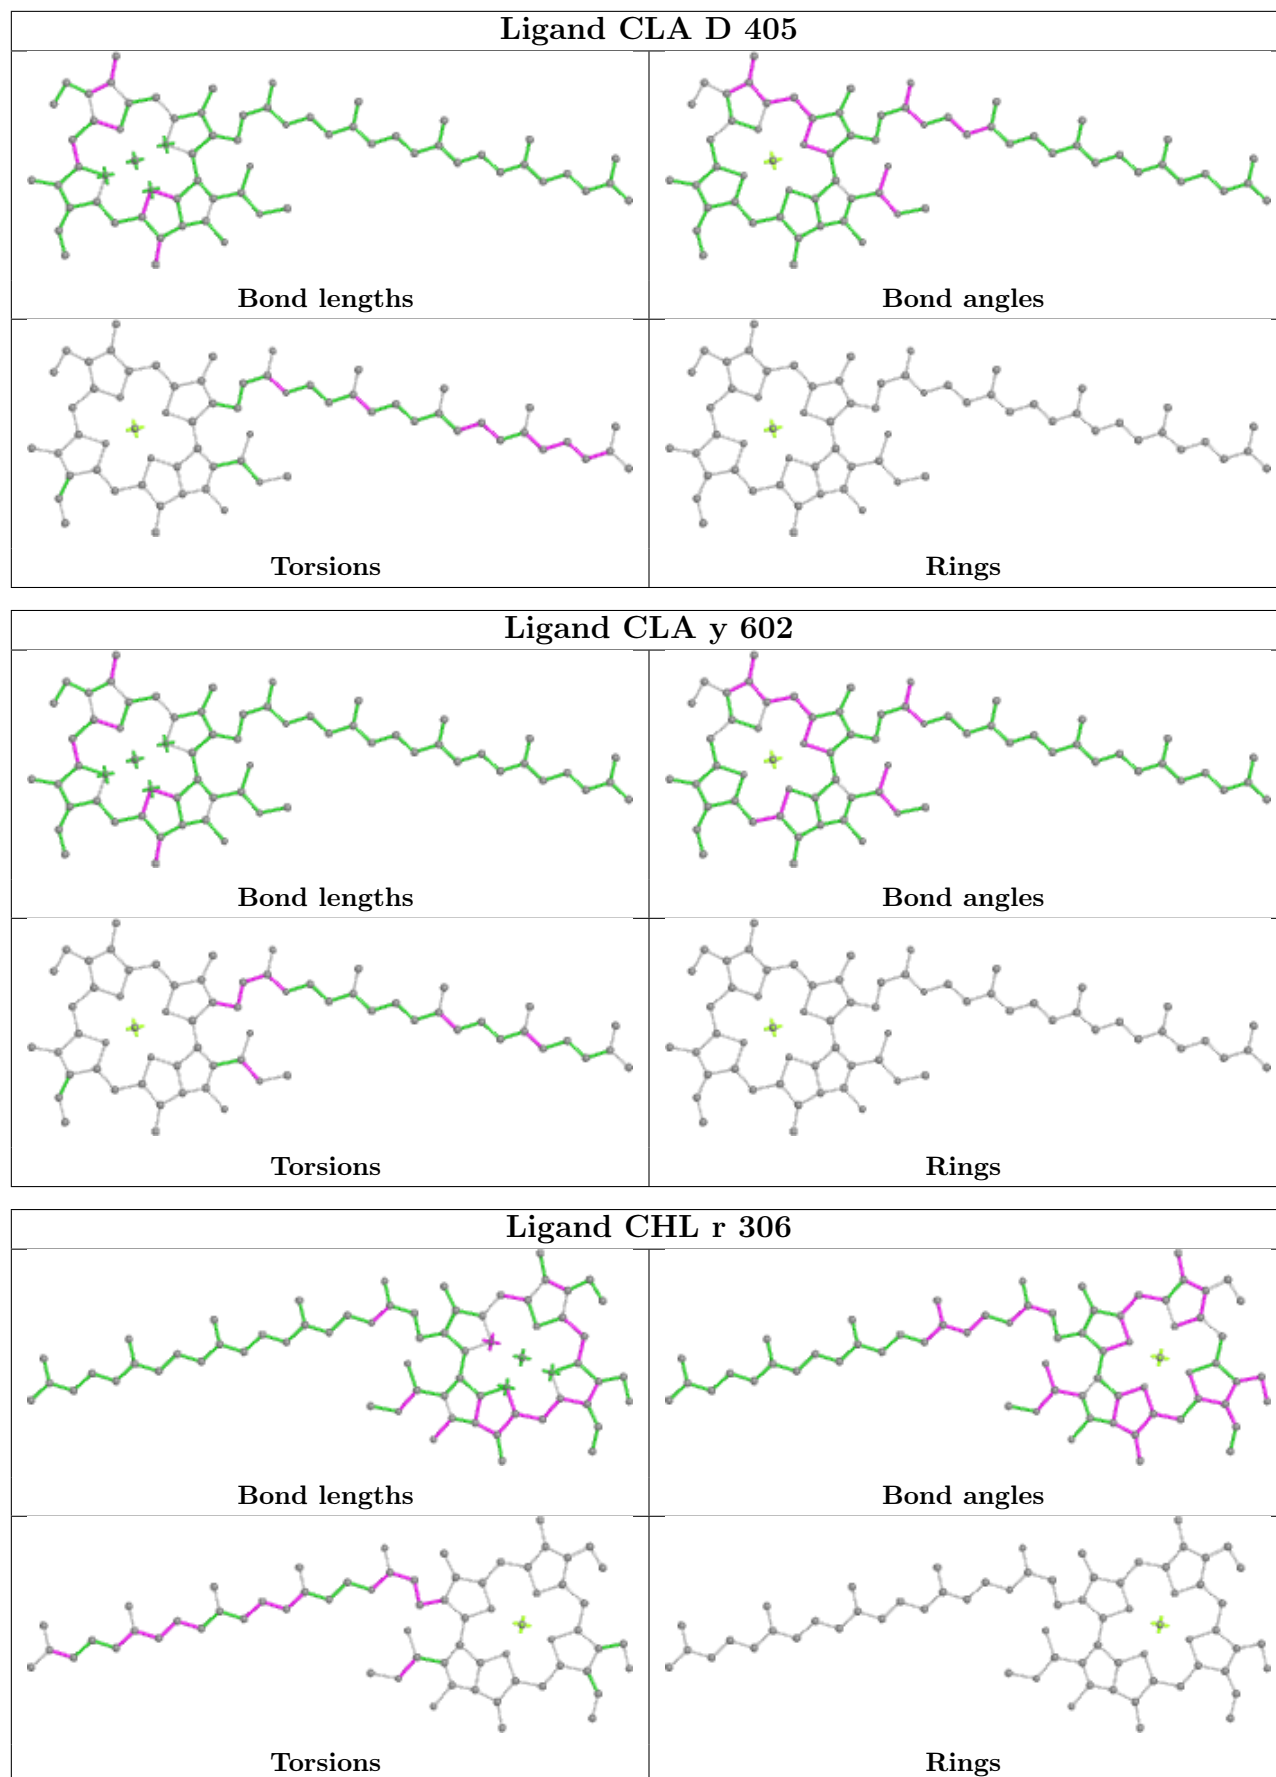 Ligand CLA D 405
Bond lengths
Bond angles
Torsions
Rings
Ligand CLA y 602
Bond lengths
Bond angles
Torsions
Rings
Ligand CHL r 306
Bond lengths
Bond angles
Torsions
Rings